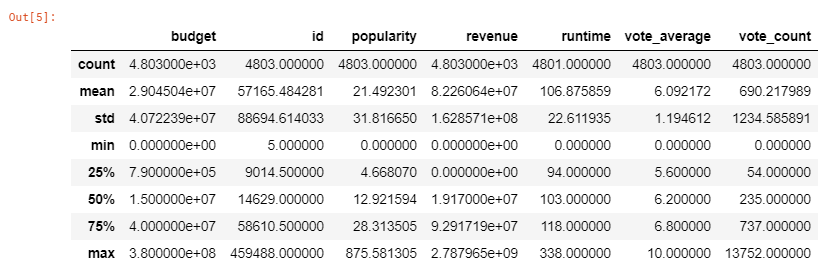 Out[5]:
budget id popularity revenue runtime vote_average vote_count
count 4.803000e+03 4803.000000 4803.000000 4.803000e+03 4801.000000 4803.000000 4803.000000
mean 2.904504e+07 57165.484281 21.492301 8.226064e+07 106.875859 6.092172 690.217989
std 4.072239e+07 88694.614033 31.816650 1.628571e+08 22.611935 1.194612 1234.585891
min 0.000000e+00 5.000000 0.000000 0.000000e+00 0.000000 0.000000 0.000000
25% 7.900000e+05 9014.500000 4.668070 0.000000e+00 94.000000 5.600000 54.000000
50% 1.500000e+07 14629.000000 12.921594 1.917000e+07 103.000000 6.200000 235.000000
75% 4.000000e+07 58610.500000 28.313505 9.291719e+07 118.000000 6.800000 737.000000
max 3.800000e+08 459488.000000 875.581305 2.787965e+09 338.000000 10.000000 13752.000000